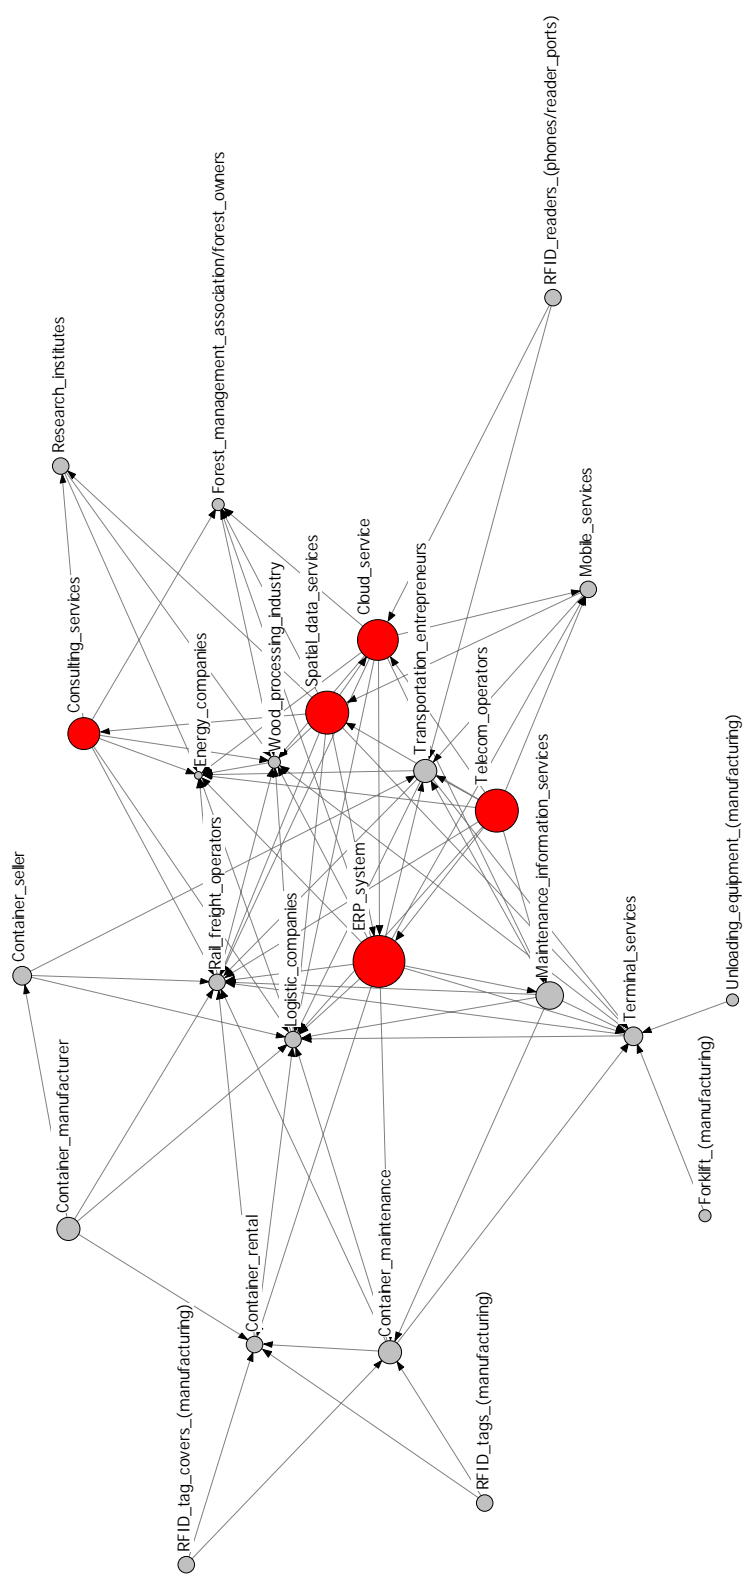 RFID_readers_(phones/reader_ports)
Forest_management_association/forest_owners
Research_institutes
Mobile_services
Cloud_service
Spatial_data_services
Transportation_entrepreneurs
Wood_processing_industry
Consulting_services
Energy_companies
Telecom_operators
Maintenance_information_services
Unloading_equipment_(manufacturing)
ERP_system
Rail_freight_operators
Container_seller
Logistic_companies
Terminal_services
Container_manufacturer
Forklift_(manufacturing)
Container_maintenance
Container_rental
RFID_tags_(manufacturing)
RFID_tag_covers_(manufacturing)